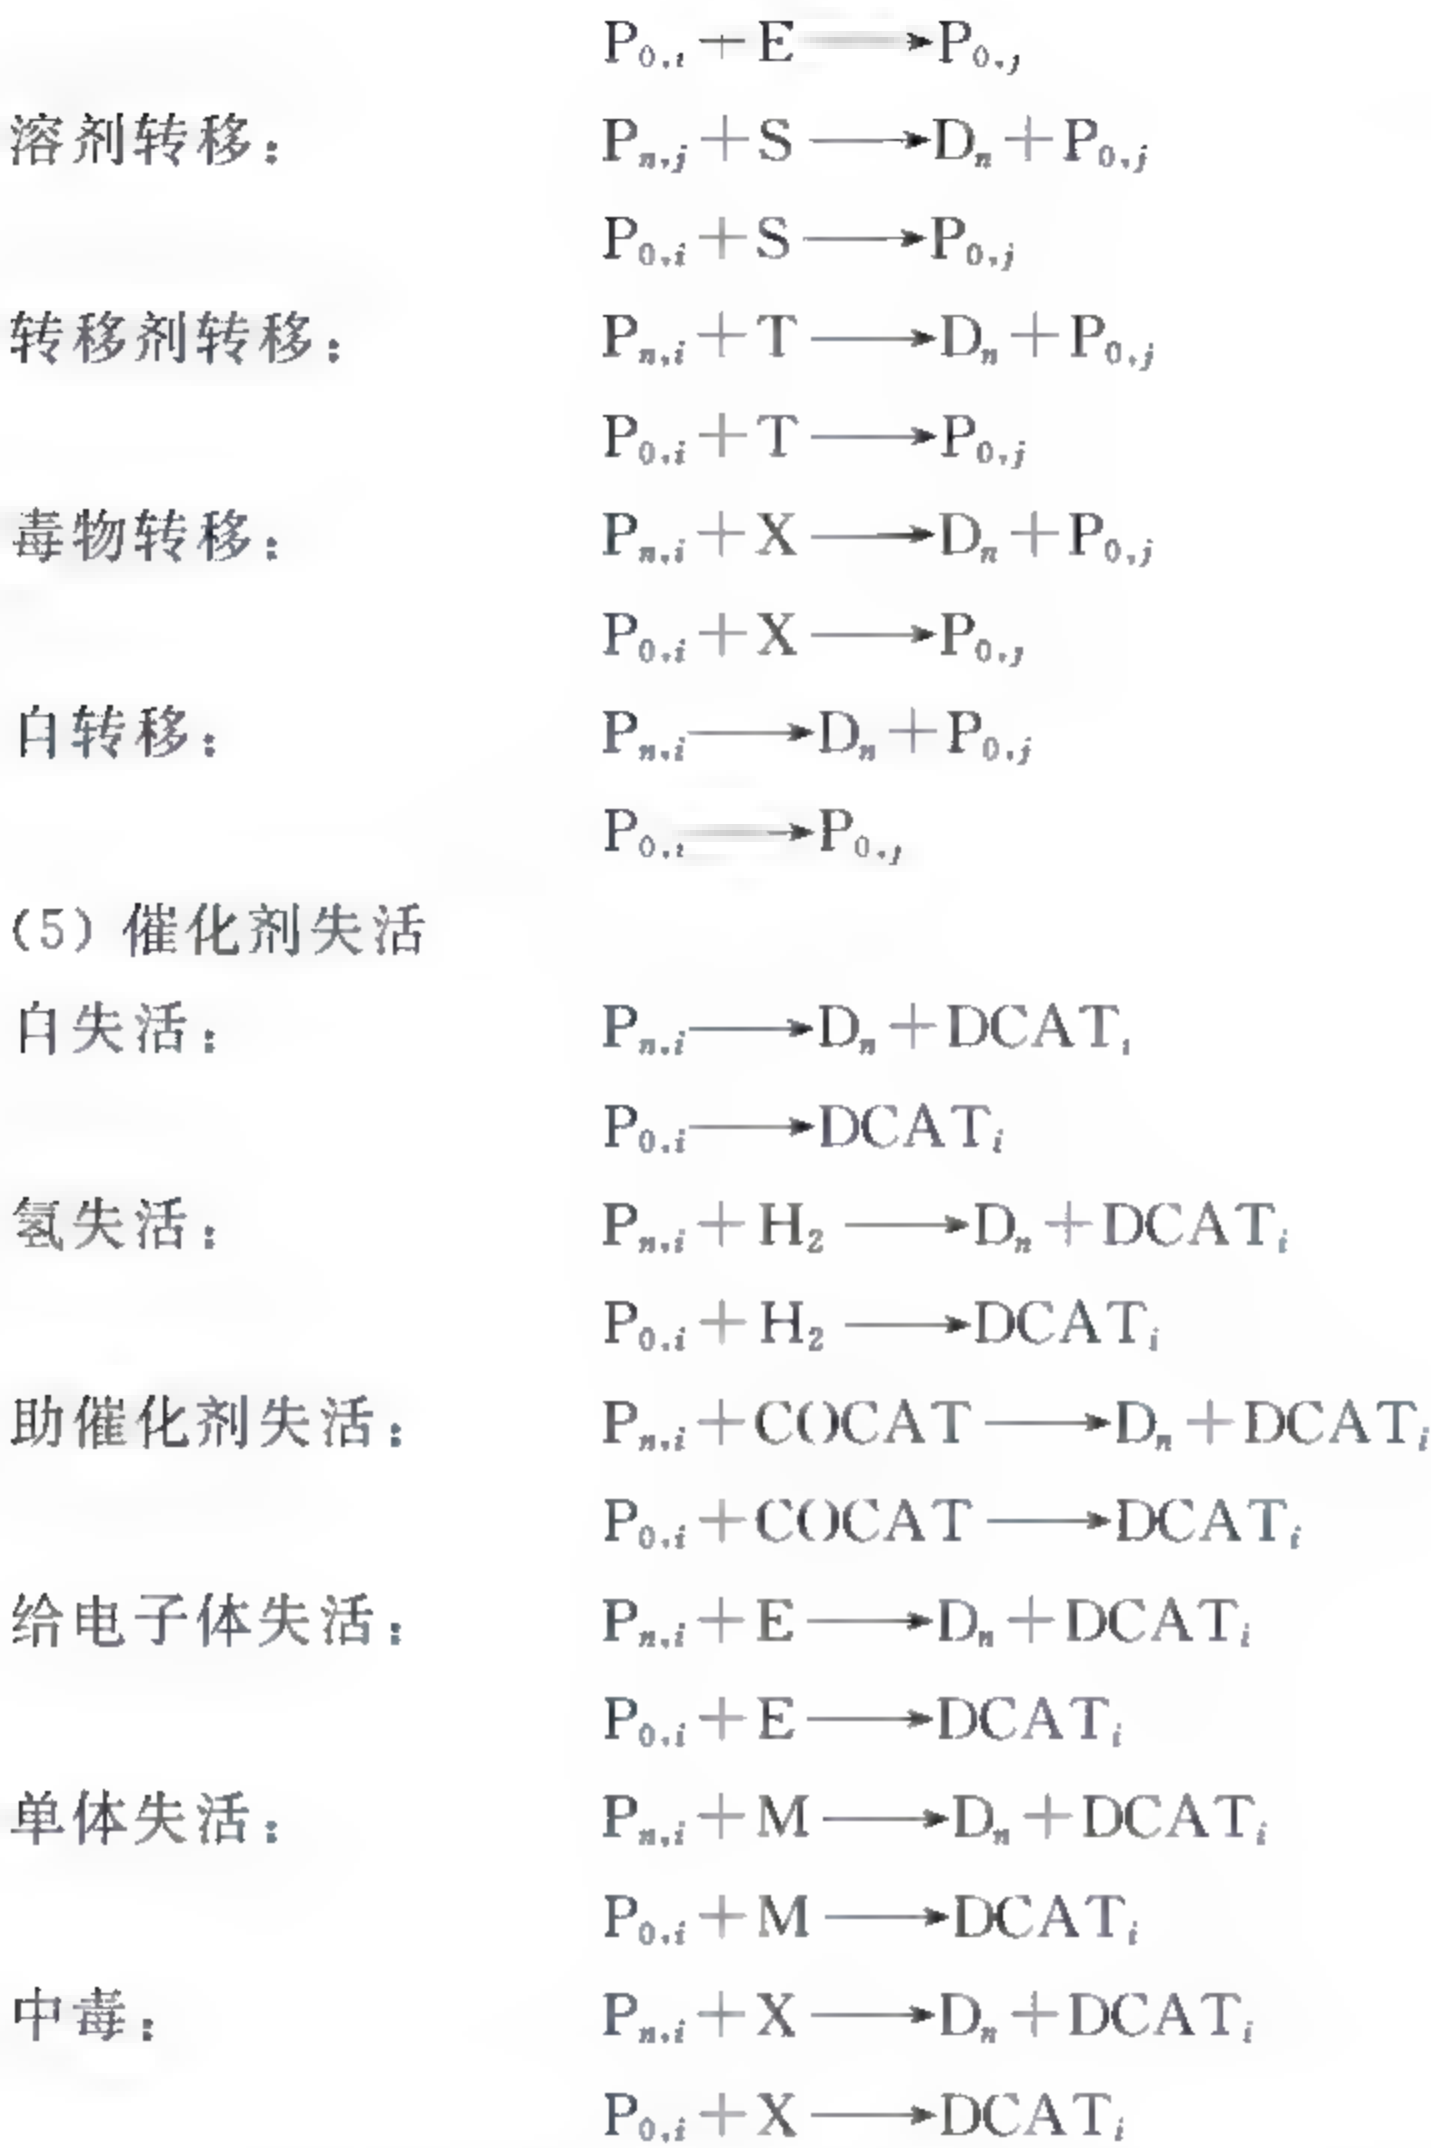 P₀,ᵢ + E ⟶ P₀,ⱼ
溶剂转移： Pₙ,ⱼ + S ⟶ Dₙ + P₀,ⱼ
P₀,ᵢ + S ⟶ P₀,ⱼ
转移剂转移： Pₙ,ᵢ + T ⟶ Dₙ + P₀,ⱼ
P₀,ᵢ + T ⟶ P₀,ⱼ
毒物转移： Pₙ,ᵢ + X ⟶ Dₙ + P₀,ⱼ
P₀,ᵢ + X ⟶ P₀,ⱼ
自转移： Pₙ,ᵢ ⟶ Dₙ + P₀,ⱼ
P₀,ᵢ ⟶ P₀,ⱼ
(5) 催化剂失活
自失活： Pₙ,ᵢ ⟶ Dₙ + DCATᵢ
P₀,ᵢ ⟶ DCATᵢ
氢失活： Pₙ,ᵢ + H₂ ⟶ Dₙ + DCATᵢ
P₀,ᵢ + H₂ ⟶ DCATᵢ
助催化剂失活： Pₙ,ᵢ + COCAT ⟶ Dₙ + DCATᵢ
P₀,ᵢ + COCAT ⟶ DCATᵢ
给电子体失活： Pₙ,ᵢ + E ⟶ Dₙ + DCATᵢ
P₀,ᵢ + E ⟶ DCATᵢ
单体失活： Pₙ,ᵢ + M ⟶ Dₙ + DCATᵢ
P₀,ᵢ + M ⟶ DCATᵢ
中毒： Pₙ,ᵢ + X ⟶ Dₙ + DCATᵢ
P₀,ᵢ + X ⟶ DCATᵢ